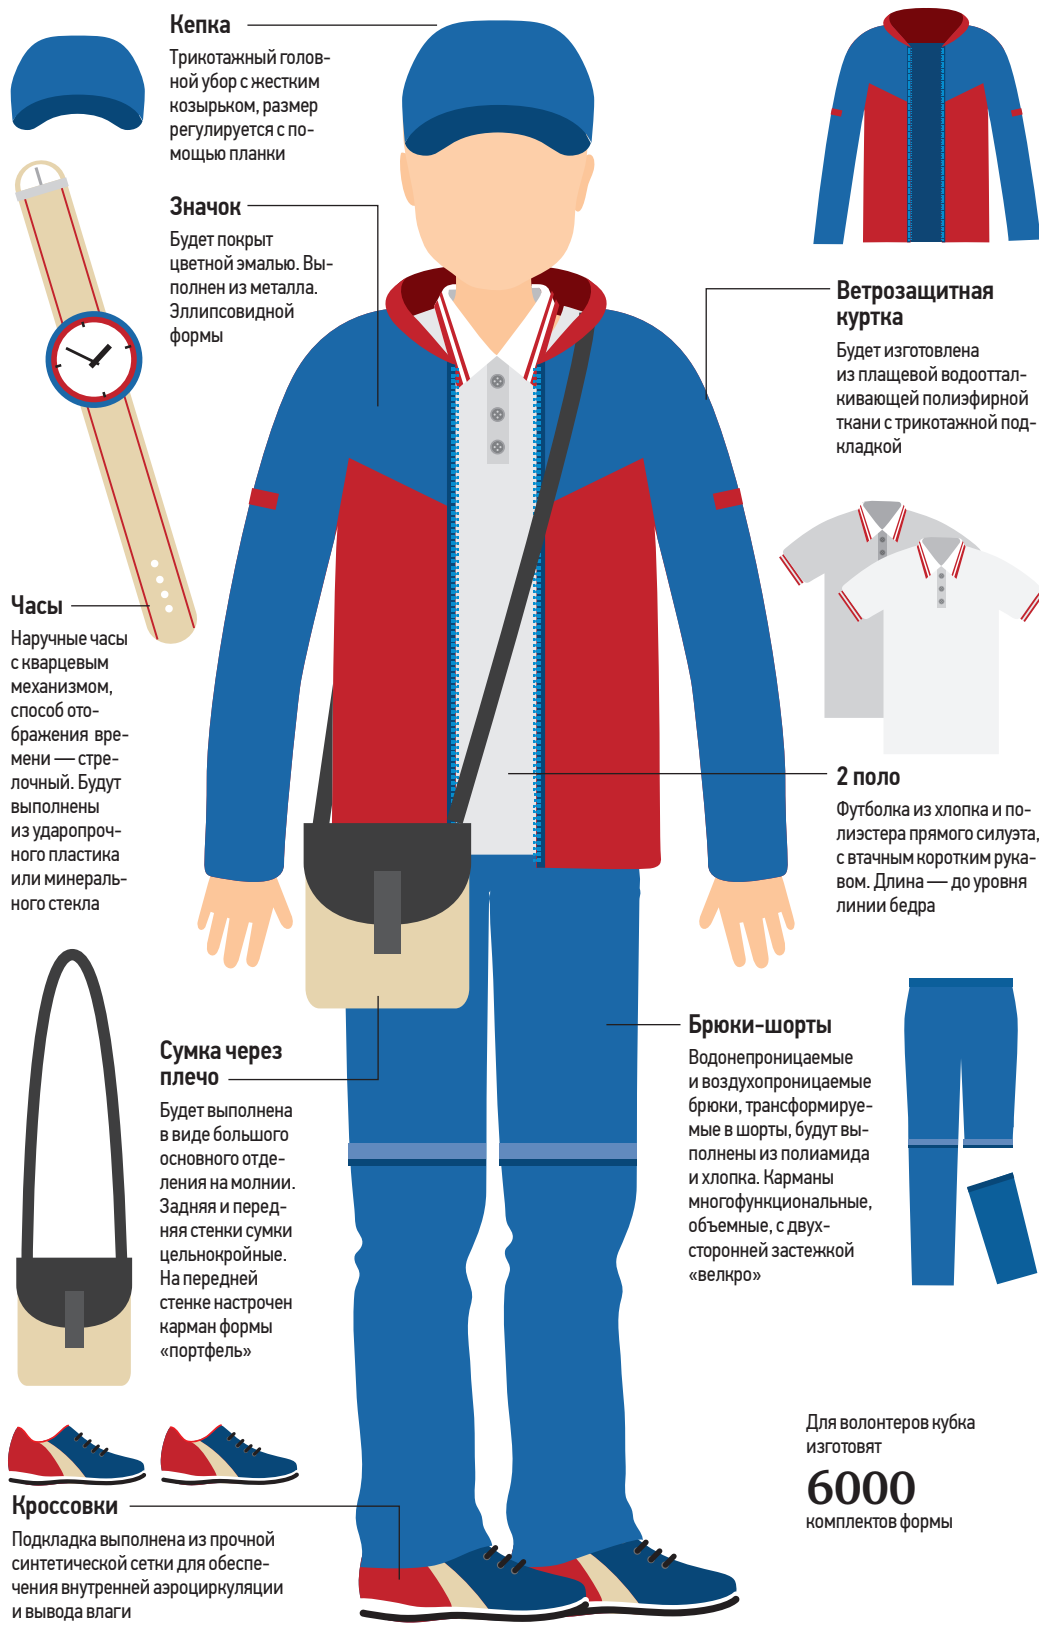 Кепка
Трикотажный голов-
ной убор с жестким
козырьком, размер
регулируется с по-
мощью планки
Значок
Будет покрыт
цветной эмалью. Вы-
полнен из металла.
Эллипсовидной
формы
Ветрозащитная
куртка
Будет изготовлена
из плащевой водооттал-
кивающей полиэфирной
ткани с трикотажной под-
кладкой
Часы
Наручные часы
с кварцевым
механизмом,
способ ото-
бражения вре-
мени — стре-
лочный. Будут
выполнены
из ударопроч-
ного пластика
или минераль-
ного стекла
2 поло
Футболка из хлопка и по-
лиэстера прямого силуэта,
с втачным коротким рука-
вом. Длина — до уровня
линии бедра
Сумка через
плечо
Будет выполнена
в виде большого
основного отде-
ления на молнии.
Задняя и перед-
няя стенки сумки
цельнокройные.
На передней
стенке настрочен
карман формы
«портфель»
Брюки-шорты
Водонепроницаемые
и воздухопроницаемые
брюки, трансформируе-
мые в шорты, будут вы-
полнены из полиамида
и хлопка. Карманы
многофункциональные,
объемные, с двух-
сторонней застежкой
«велкро»
Кроссовки
Подкладка выполнена из прочной
синтетической сетки для обеспе-
чения внутренней аэроциркуляции
и вывода влаги
Для волонтеров кубка
изготовят
6000
комплектов формы